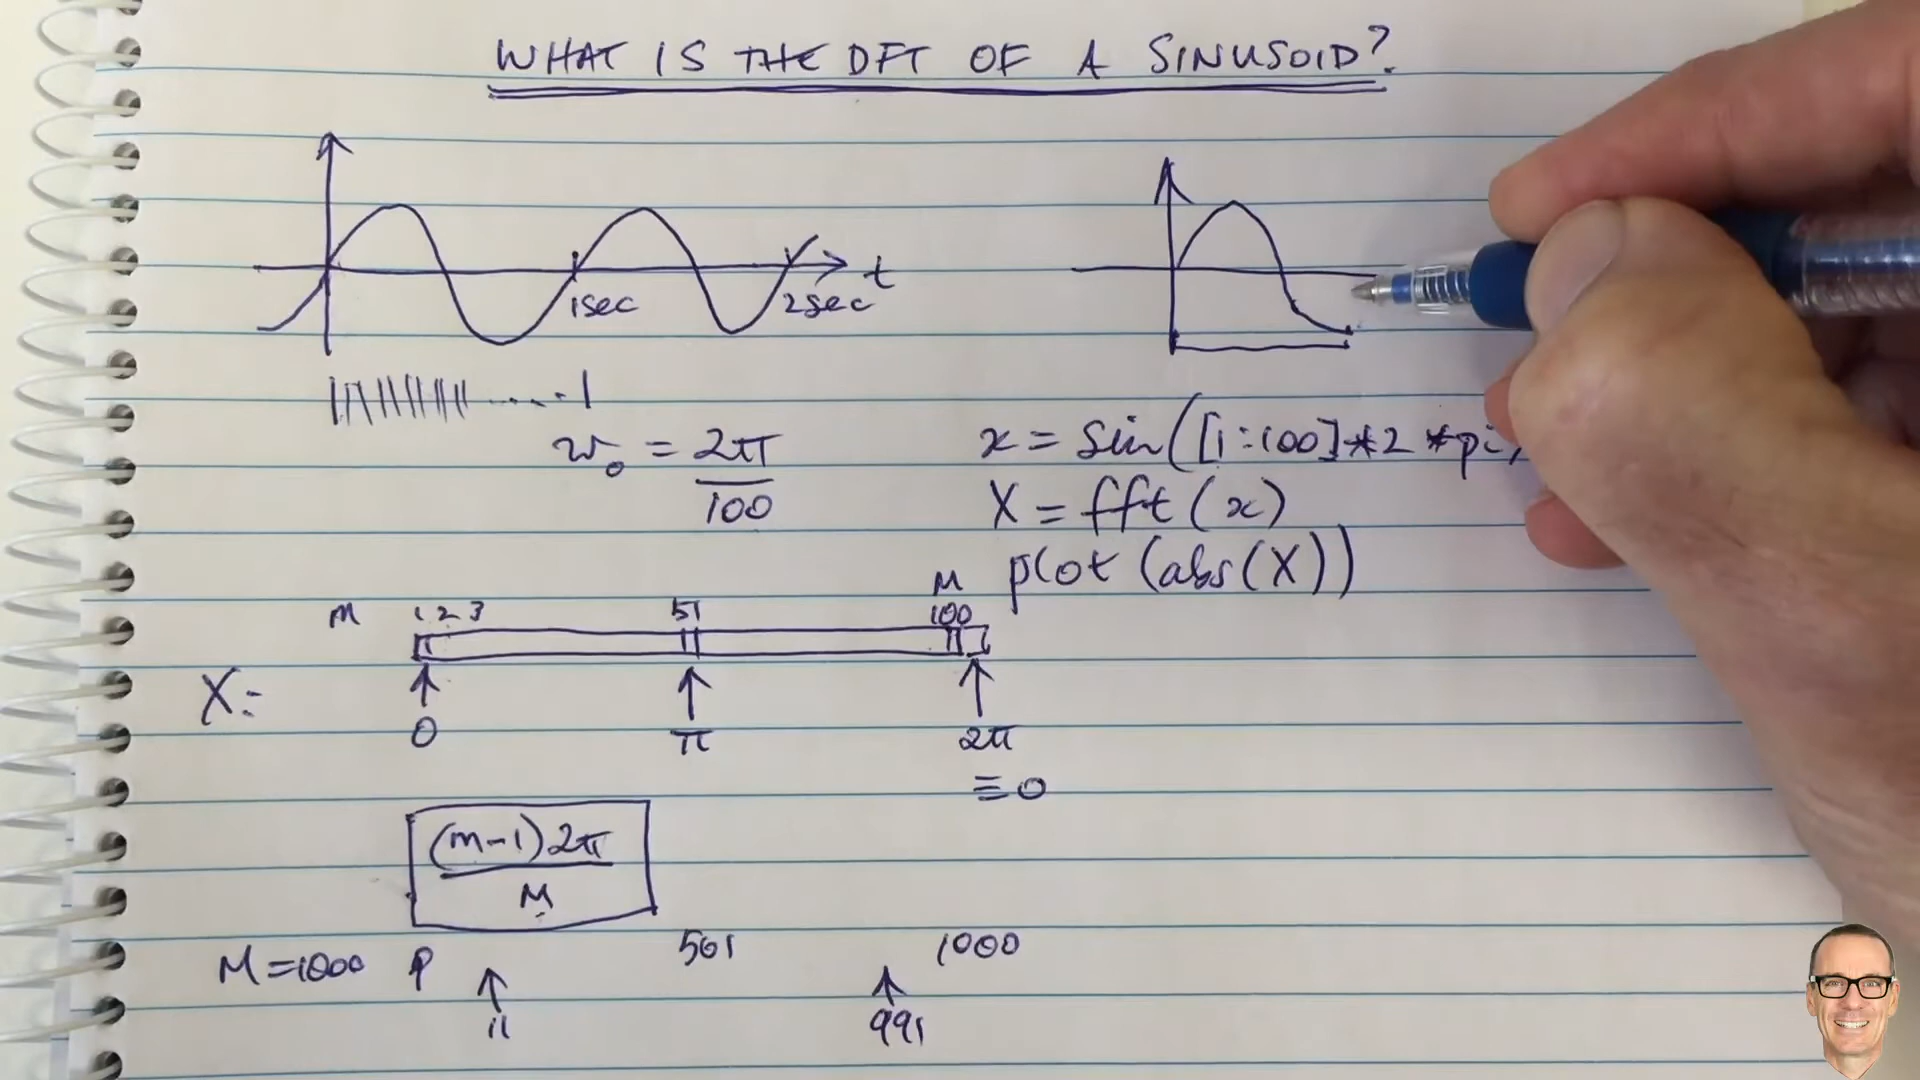 WHAT IS THE DFT OF A SINUSOID?
t
1sec
2sec
w₀ = 2π
100
x = sin([1:100]*2*pi
X = fft(x)
plot(abs(X))
M
m 1 2 3 51 100
X:
0 π 2π
≡ 0
(m-1)2π
M
M=1000 501 1000
11 991